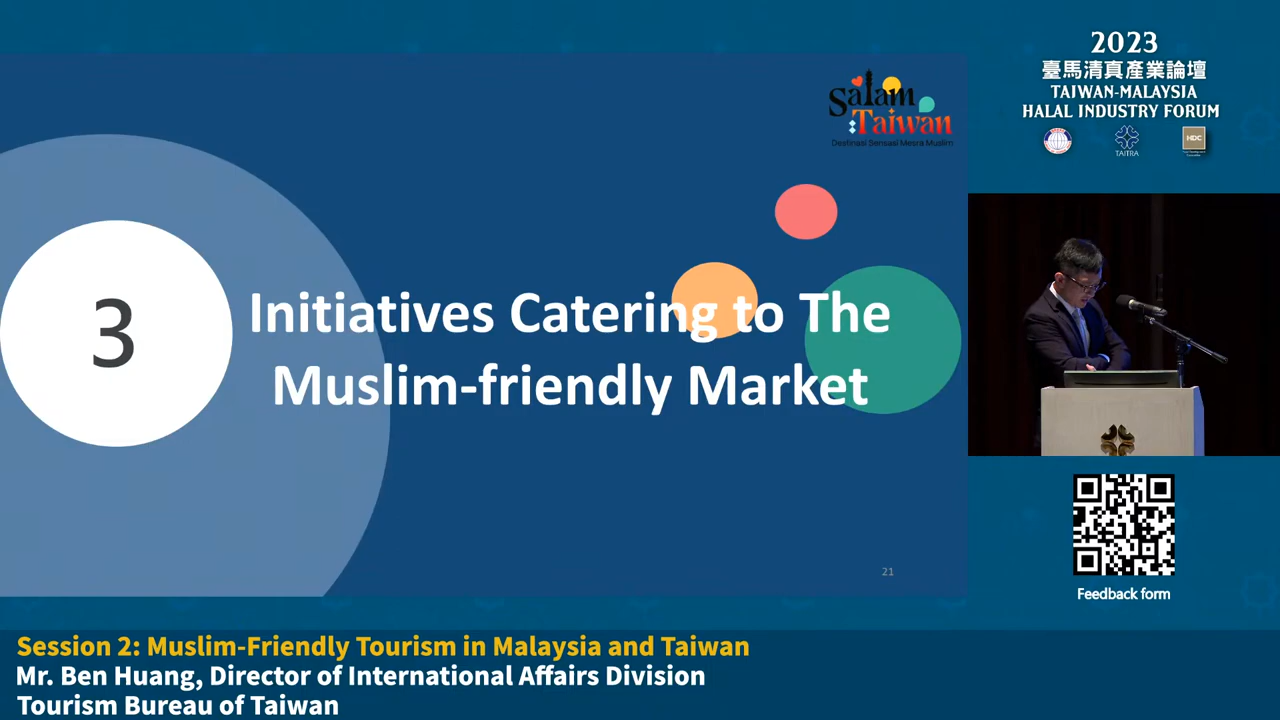 Salam
Taiwan
Destinasi Sensasi Mesra Muslim
3
Initiatives Catering to The
Muslim-friendly Market
21
2023
臺馬清真產業論壇
TAIWAN-MALAYSIA
HALAL INDUSTRY FORUM
TAITRA
HDC
Feedback form
Session 2: Muslim-Friendly Tourism in Malaysia and Taiwan
Mr. Ben Huang, Director of International Affairs Division
Tourism Bureau of Taiwan